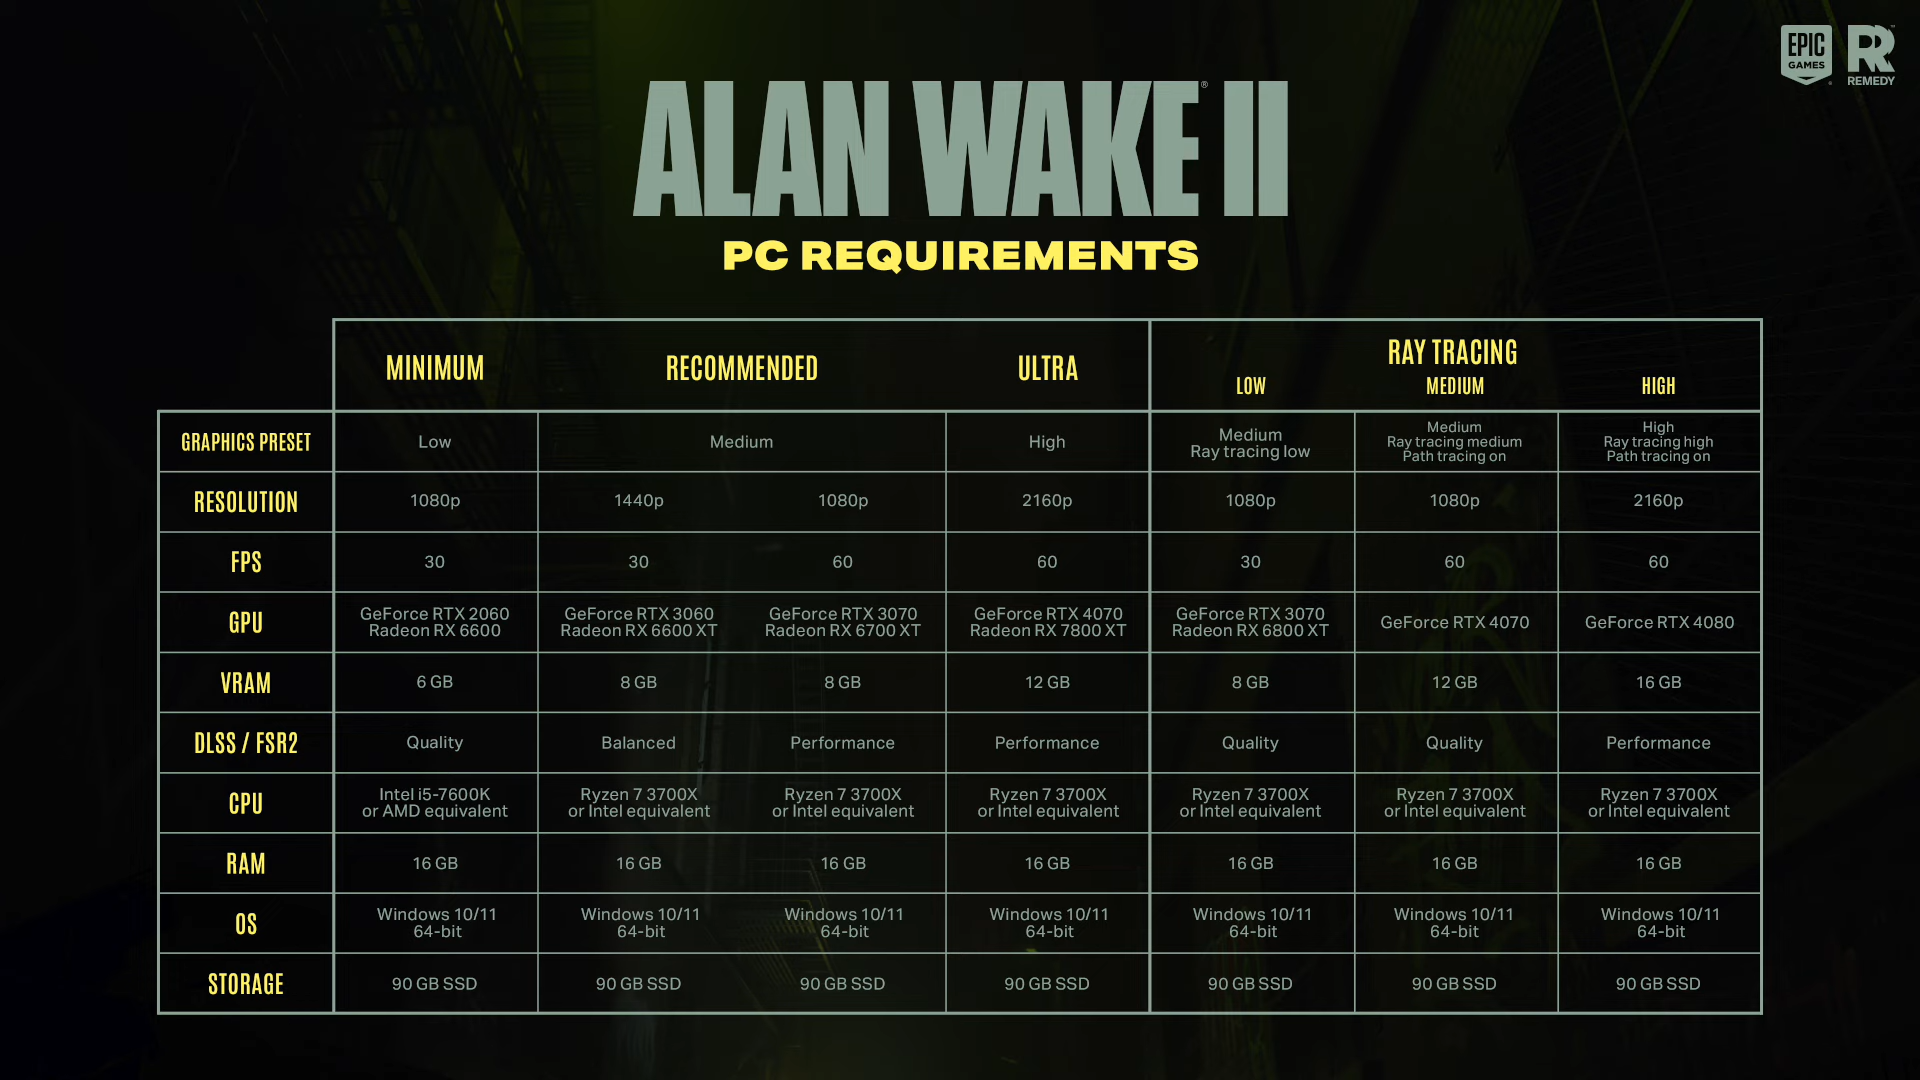 EPIC
GAMES
REMEDY
ALAN WAKE® II
PC REQUIREMENTS
MINIMUM RECOMMENDED ULTRA RAY TRACING
LOW MEDIUM HIGH
GRAPHICS PRESET Low Medium High Medium Ray tracing low Medium Ray tracing medium Path tracing on High Ray tracing high Path tracing on
RESOLUTION 1080p 1440p 1080p 2160p 1080p 1080p 2160p
FPS 30 30 60 60 30 60 60
GPU GeForce RTX 2060 Radeon RX 6600 GeForce RTX 3060 Radeon RX 6600 XT GeForce RTX 3070 Radeon RX 6700 XT GeForce RTX 4070 Radeon RX 7800 XT GeForce RTX 3070 Radeon RX 6800 XT GeForce RTX 4070 GeForce RTX 4080
VRAM 6 GB 8 GB 8 GB 12 GB 8 GB 12 GB 16 GB
DLSS / FSR2 Quality Balanced Performance Performance Quality Quality Performance
CPU Intel i5-7600K or AMD equivalent Ryzen 7 3700X or Intel equivalent Ryzen 7 3700X or Intel equivalent Ryzen 7 3700X or Intel equivalent Ryzen 7 3700X or Intel equivalent Ryzen 7 3700X or Intel equivalent Ryzen 7 3700X or Intel equivalent
RAM 16 GB 16 GB 16 GB 16 GB 16 GB 16 GB 16 GB
OS Windows 10/11 64-bit Windows 10/11 64-bit Windows 10/11 64-bit Windows 10/11 64-bit Windows 10/11 64-bit Windows 10/11 64-bit Windows 10/11 64-bit
STORAGE 90 GB SSD 90 GB SSD 90 GB SSD 90 GB SSD 90 GB SSD 90 GB SSD 90 GB SSD